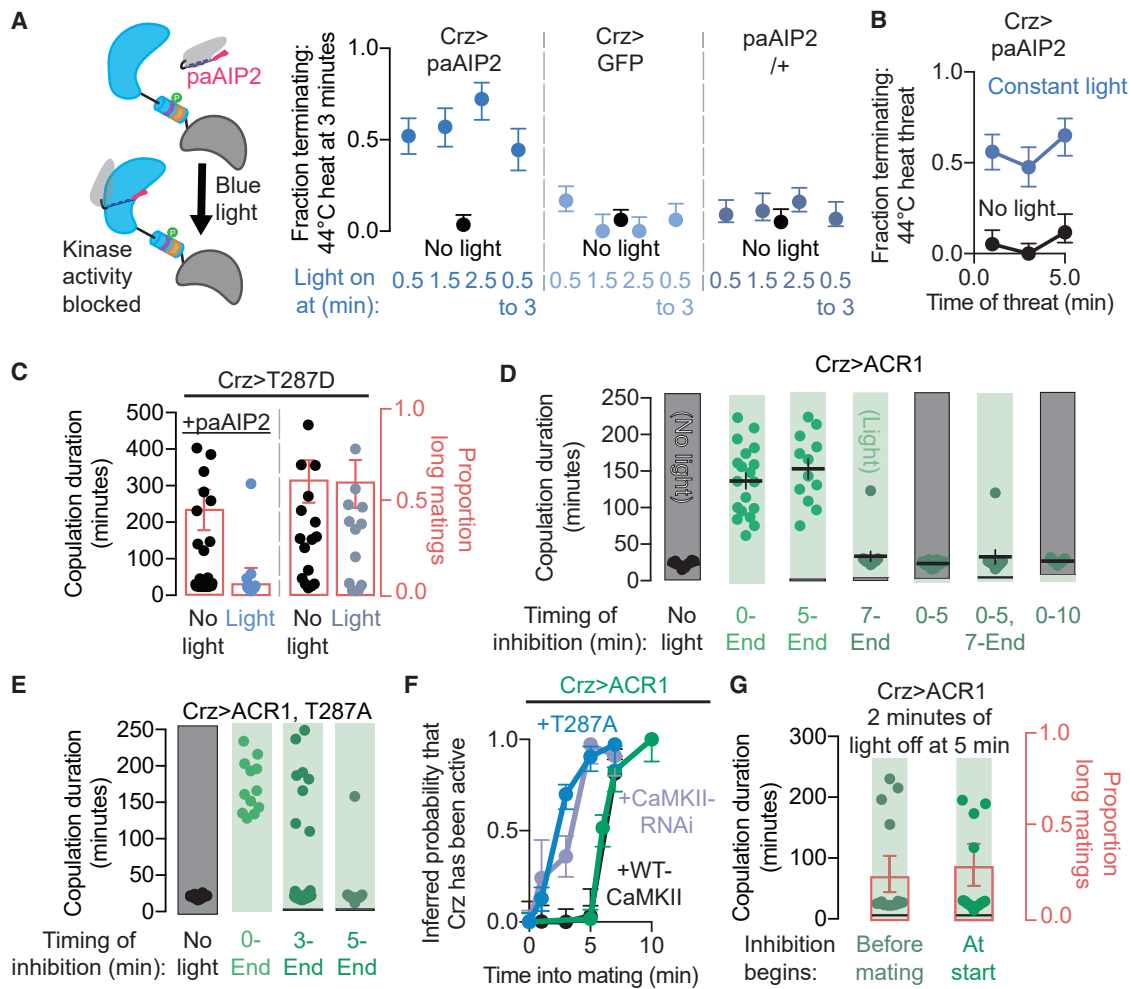 A
paAIP2
P
Blue
light
P
Kinase
activity
blocked
Fraction terminating:
44°C heat at 3 minutes
1.0
0.5
0.0
Crz>
paAIP2
Crz>
GFP
paAIP2
/+
No light
No light
No light
Light on
at (min):
0.5 1.5 2.5 0.5
to 3
0.5 1.5 2.5 0.5
to 3
0.5 1.5 2.5 0.5
to 3
B
Crz>
paAIP2
Fraction terminating:
44°C heat threat
1.0
0.5
0.0
Constant light
No light
0 5.0
Time of threat (min)
C
Crz>T287D
+paAIP2
Copulation duration
(minutes)
500
400
300
200
100
0
1.0
0.5
0.0
Proportion
long matings
No
light
Light
No
light
Light
D
Crz>ACR1
Copulation duration
(minutes)
250
200
150
100
50
0
(No light)
(Light)
Timing of
inhibition (min):
No
light
0-
End
5-
End
7-
End
0-5
0-5,
7-End
0-10
E
Crz>ACR1, T287A
Copulation duration
(minutes)
250
200
150
100
50
0
Timing of
inhibition (min):
No
light
0-
End
3-
End
5-
End
F
Crz>ACR1
Inferred probability that
Crz has been active
1.0
0.5
0.0
+T287A
+CaMKII-
RNAi
+WT-
CaMKII
0 5 10
Time into mating (min)
G
Crz>ACR1
2 minutes of
light off at 5 min
Copulation duration
(minutes)
300
200
100
0
1.0
0.5
0.0
Proportion
long matings
Inhibition
begins:
Before
mating
At
start